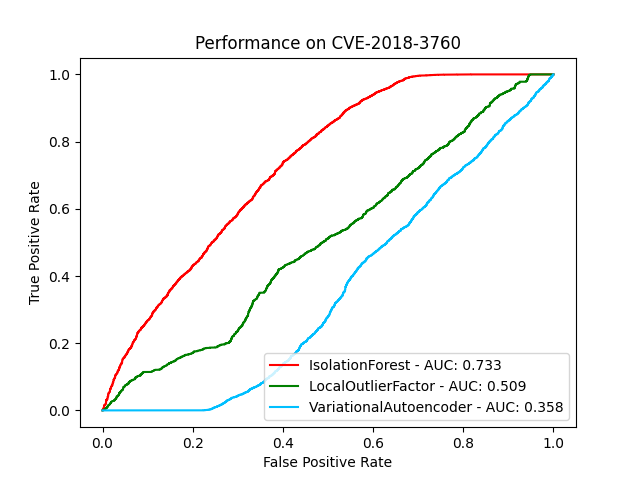 Performance on CVE-2018-3760
True Positive Rate
1.0
0.8
0.6
0.4
0.2
0.0
IsolationForest - AUC: 0.733
LocalOutlierFactor - AUC: 0.509
VariationalAutoencoder - AUC: 0.358
0.0 0.2 0.4 0.6 0.8 1.0
False Positive Rate